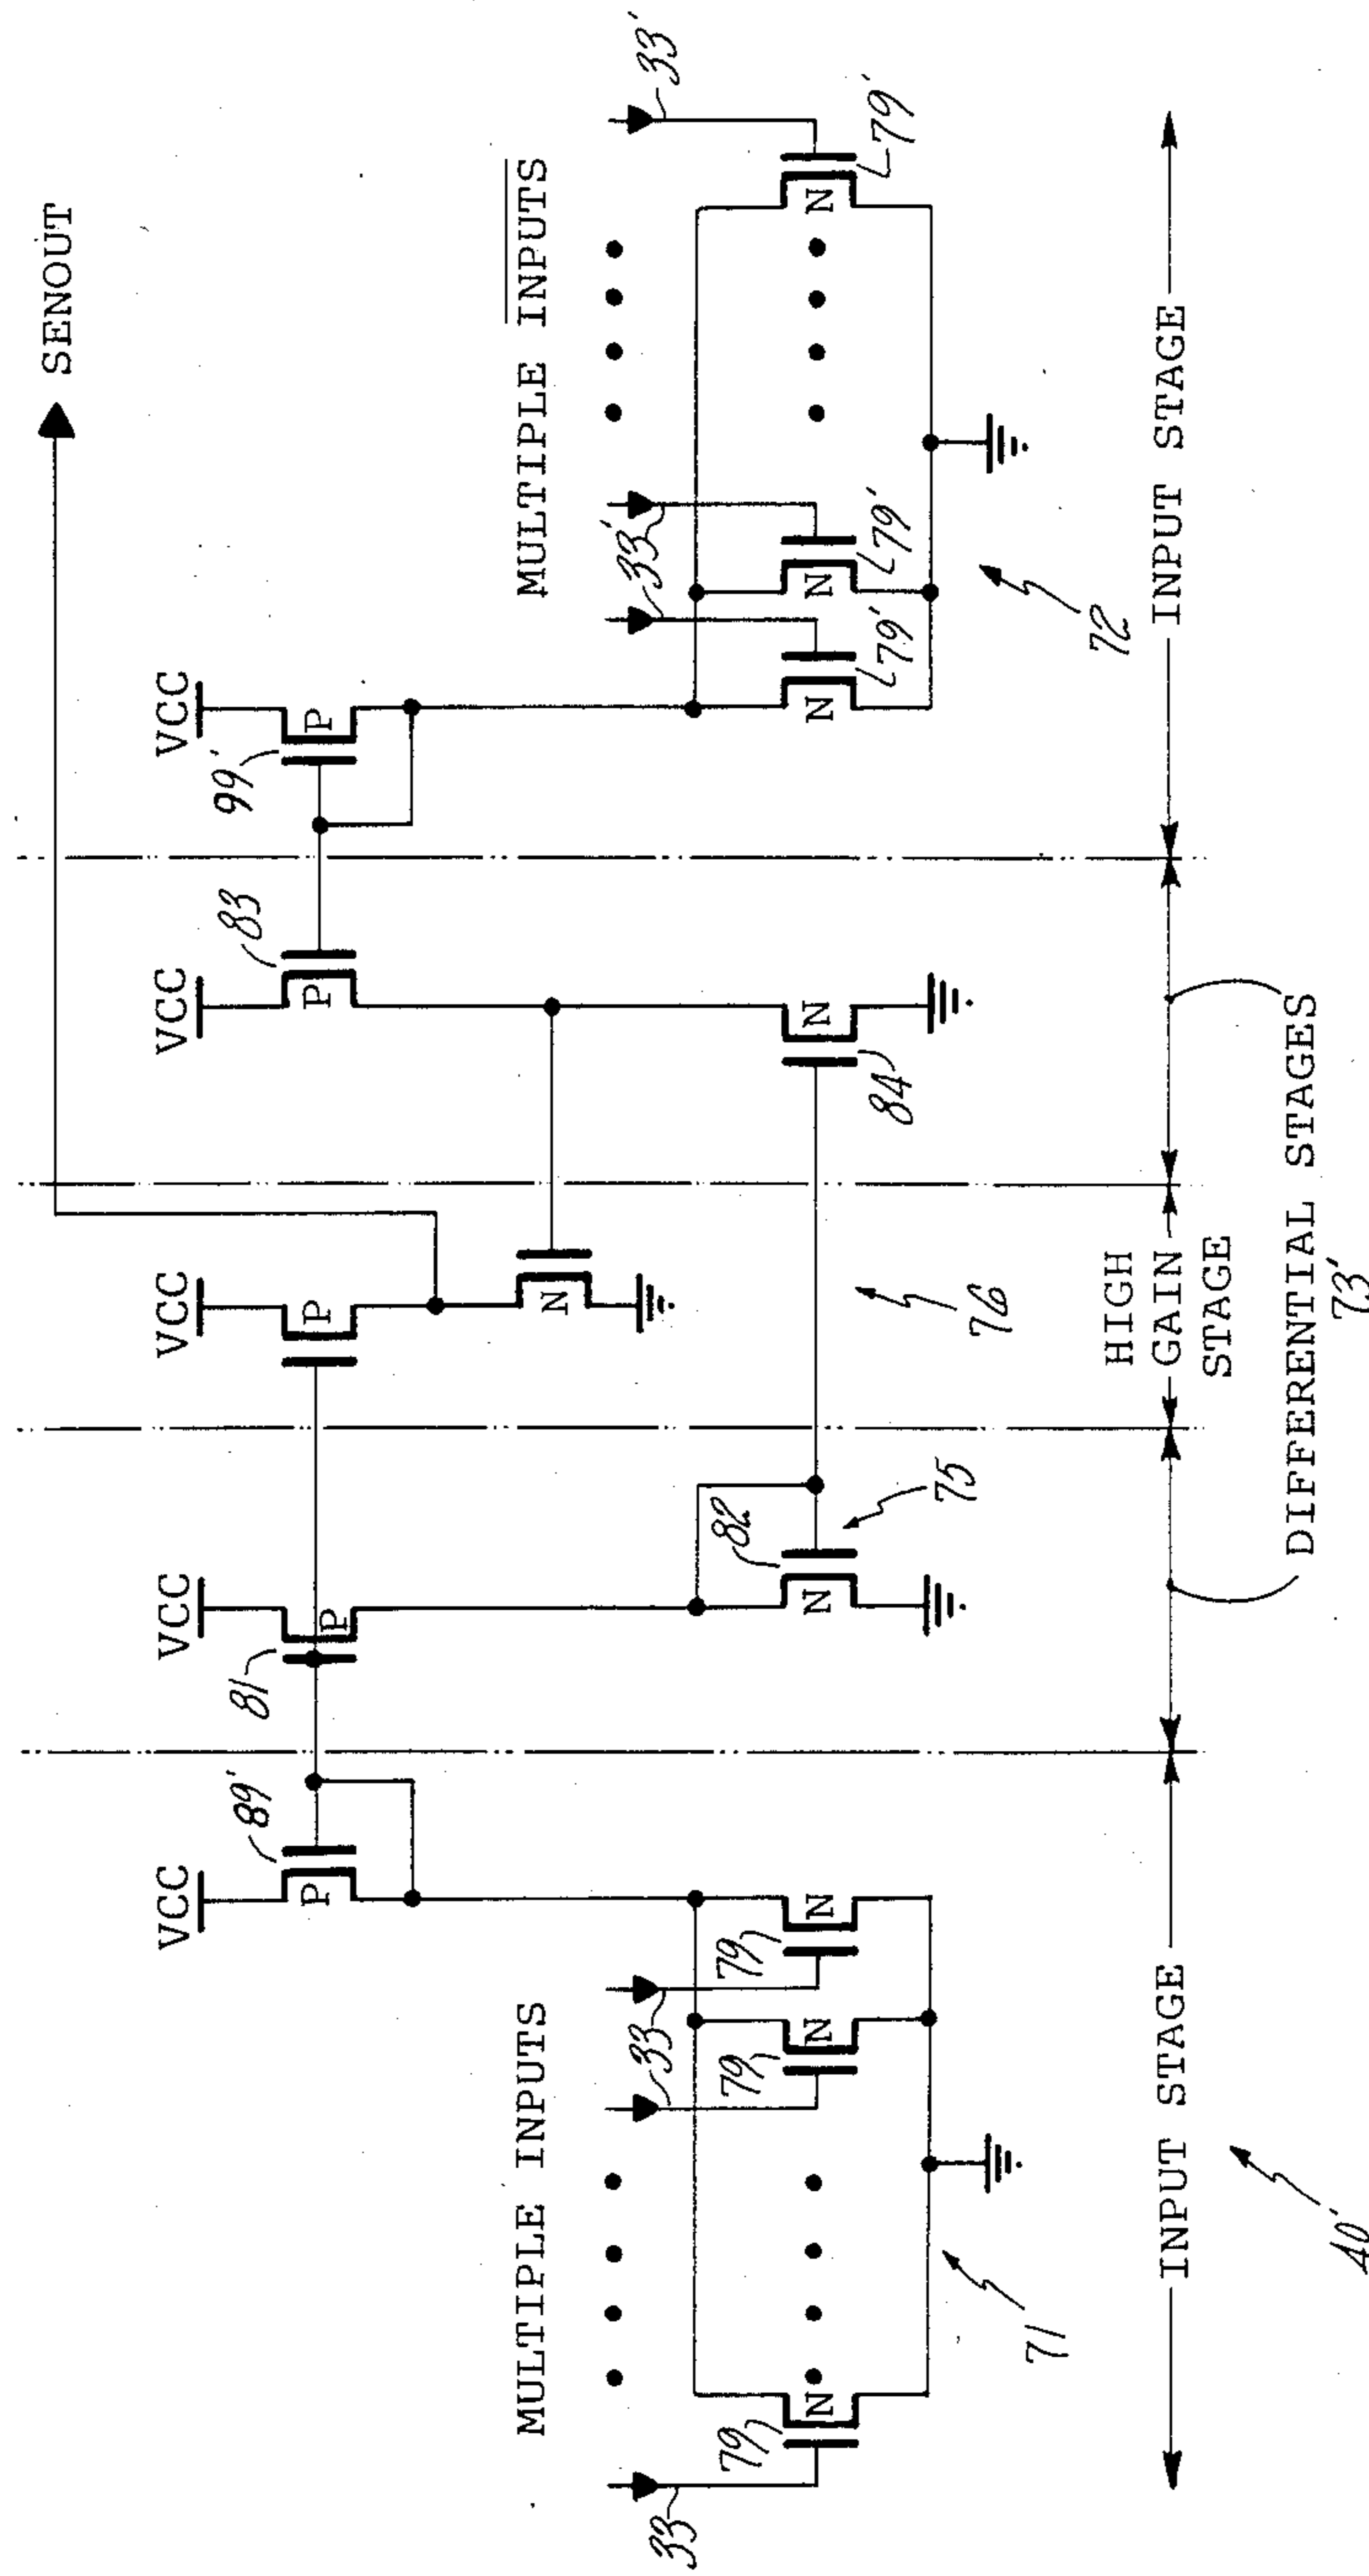 SENOUT
VCC
89'
P
VCC
81
P
VCC
P
VCC
83
P
VCC
99'
P
MULTIPLE INPUTS
MULTIPLE INPUTS
33
33
33
N
33'
33'
33'
79
N
79
N
79
N
82
N
84
N
N
79'
N
79'
N
79'
71
75
76
72
INPUT STAGE
HIGH
GAIN
STAGE
INPUT STAGE
DIFFERENTIAL STAGES
73'
40'